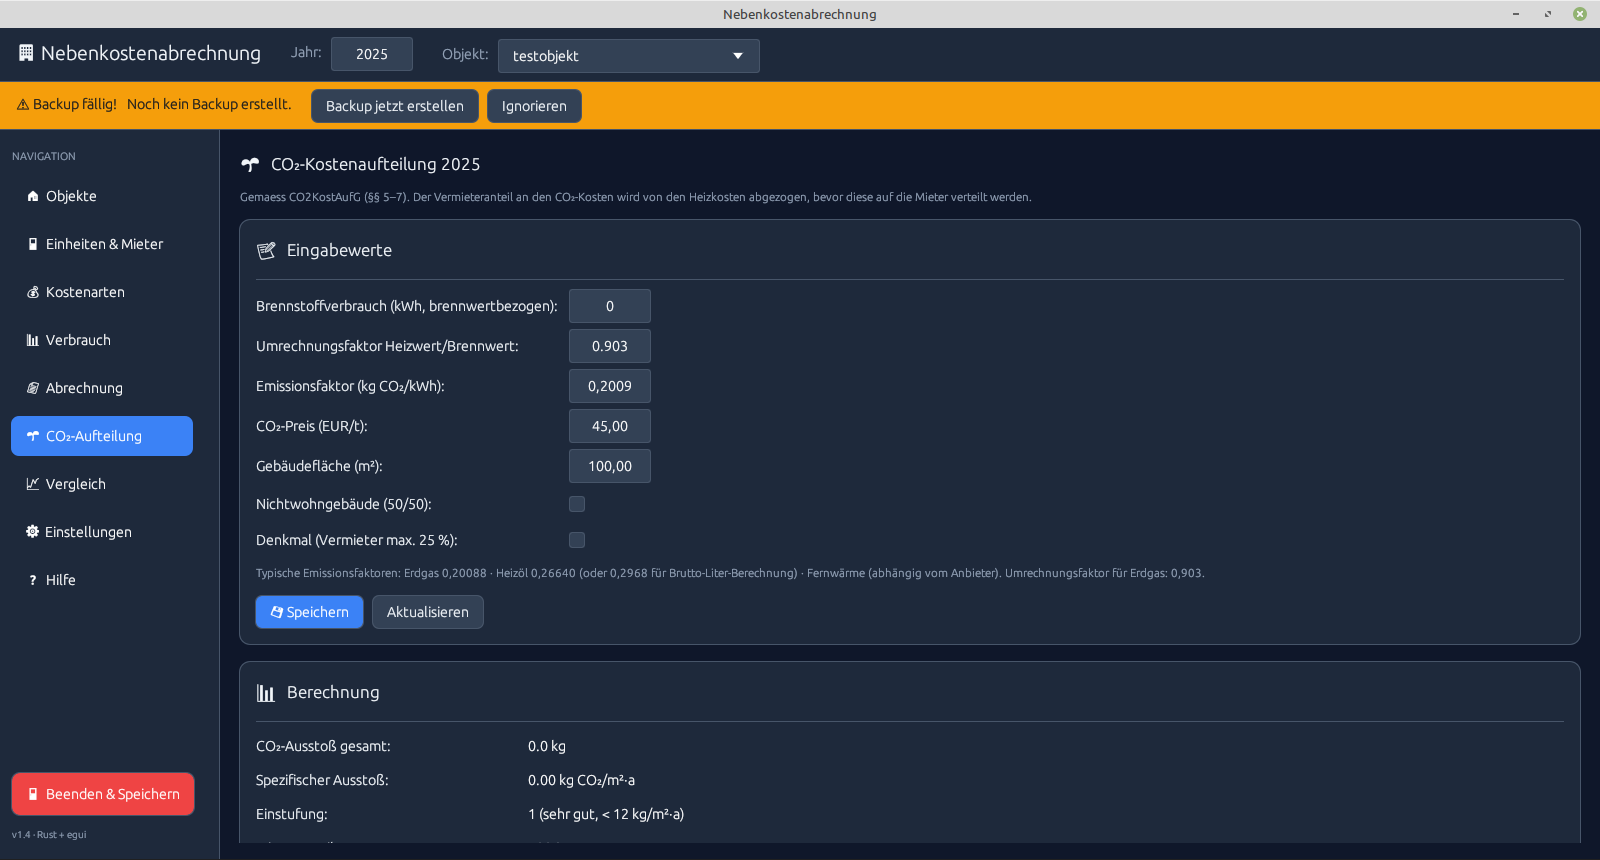 Nebenkostenabrechnung
Nebenkostenabrechnung Jahr: 2025 Objekt: testobjekt
⚠ Backup fällig! Noch kein Backup erstellt. Backup jetzt erstellen Ignorieren
NAVIGATION
Objekte
Einheiten & Mieter
Kostenarten
Verbrauch
Abrechnung
CO₂-Aufteilung
Vergleich
Einstellungen
? Hilfe
Beenden & Speichern
v1.4 · Rust + egui
CO₂-Kostenaufteilung 2025
Gemaess CO2KostAufG (§§ 5–7). Der Vermieteranteil an den CO₂-Kosten wird von den Heizkosten abgezogen, bevor diese auf die Mieter verteilt werden.
Eingabewerte
Brennstoffverbrauch (kWh, brennwertbezogen): 0
Umrechnungsfaktor Heizwert/Brennwert: 0.903
Emissionsfaktor (kg CO₂/kWh): 0,2009
CO₂-Preis (EUR/t): 45,00
Gebäudefläche (m²): 100,00
Nichtwohngebäude (50/50):
Denkmal (Vermieter max. 25 %):
Typische Emissionsfaktoren: Erdgas 0,20088 · Heizöl 0,26640 (oder 0,2968 für Brutto-Liter-Berechnung) · Fernwärme (abhängig vom Anbieter). Umrechnungsfaktor für Erdgas: 0,903.
Speichern Aktualisieren
Berechnung
CO₂-Ausstoß gesamt: 0.0 kg
Spezifischer Ausstoß: 0.00 kg CO₂/m²·a
Einstufung: 1 (sehr gut, < 12 kg/m²·a)